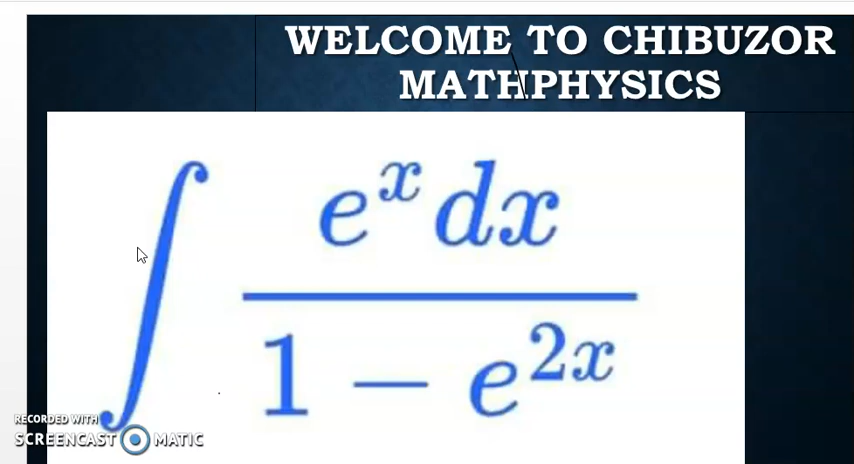 WELCOME TO CHIBUZOR
MATHPHYSICS
∫ e^x dx / (1 − e^{2x})
RECORDED WITH
SCREENCAST MATIC